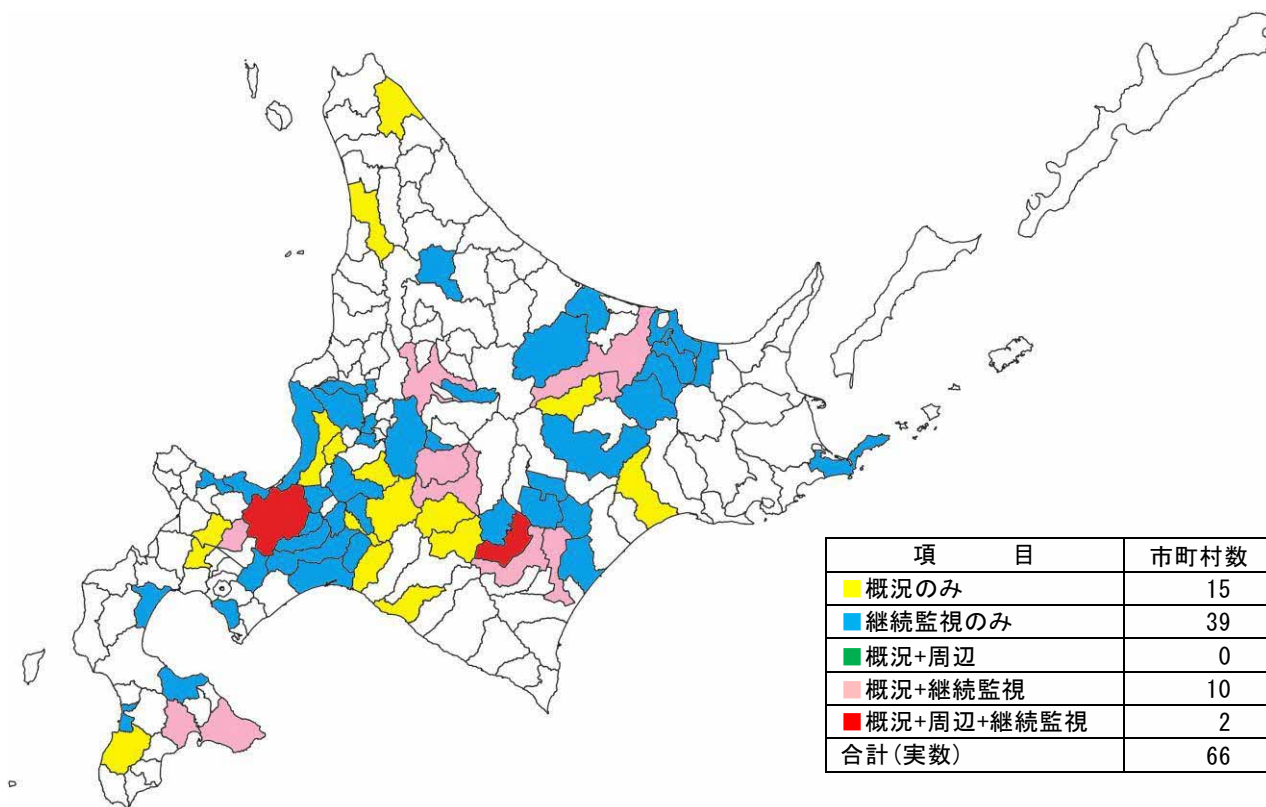 項 目 市町村数
■概況のみ 15
■継続監視のみ 39
■概況+周辺 0
■概況+継続監視 10
■概況+周辺+継続監視 2
合計(実数) 66